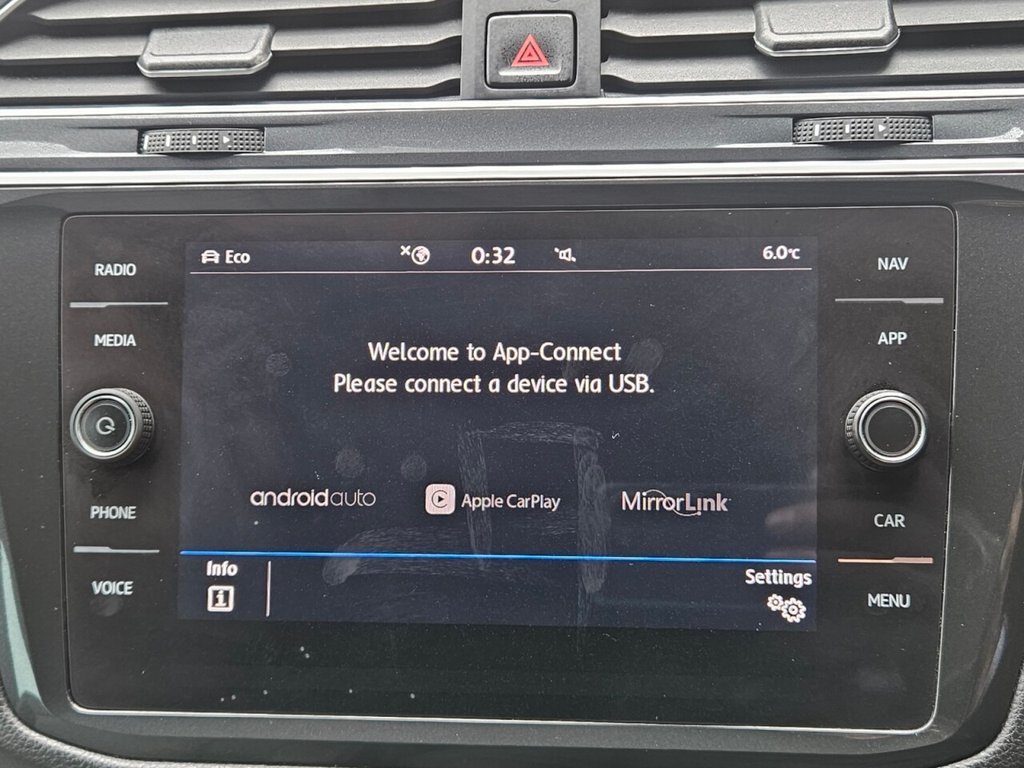 Eco 0:32 6.0°C
RADIO
NAV
MEDIA
APP
Welcome to App-Connect
Please connect a device via USB.
androidauto Apple CarPlay MirrorLink
PHONE
CAR
Info
Settings
VOICE
MENU